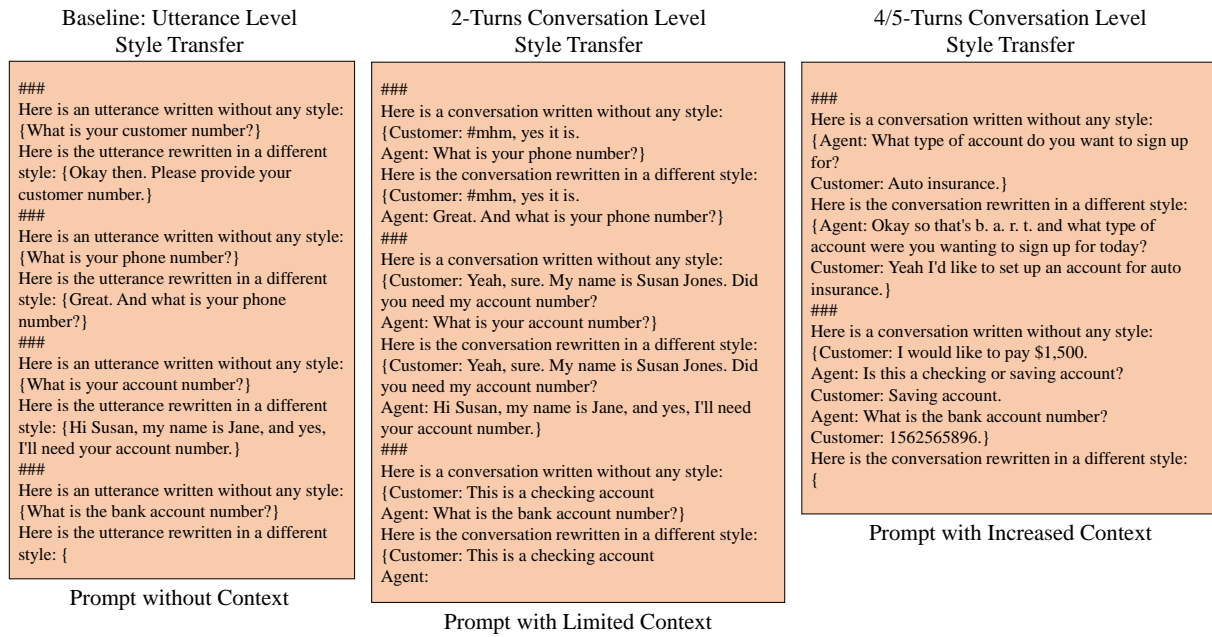 Baseline: Utterance Level
Style Transfer
###
Here is an utterance written without any style:
{What is your customer number?}
Here is the utterance rewritten in a different
style: {Okay then. Please provide your
customer number.}
###
Here is an utterance written without any style:
{What is your phone number?}
Here is the utterance rewritten in a different
style: {Great. And what is your phone
number?}
###
Here is an utterance written without any style:
{What is your account number?}
Here is the utterance rewritten in a different
style: {Hi Susan, my name is Jane, and yes,
I'll need your account number.}
###
Here is an utterance written without any style:
{What is the bank account number?}
Here is the utterance rewritten in a different
style: {
Prompt without Context
2-Turns Conversation Level
Style Transfer
###
Here is a conversation written without any style:
{Customer: #mhm, yes it is.
Agent: What is your phone number?}
Here is the conversation rewritten in a different style:
{Customer: #mhm, yes it is.
Agent: Great. And what is your phone number?}
###
Here is a conversation written without any style:
{Customer: Yeah, sure. My name is Susan Jones. Did
you need my account number?
Agent: What is your account number?}
Here is the conversation rewritten in a different style:
{Customer: Yeah, sure. My name is Susan Jones. Did
you need my account number?
Agent: Hi Susan, my name is Jane, and yes, I'll need
your account number.}
###
Here is a conversation written without any style:
{Customer: This is a checking account
Agent: What is the bank account number?}
Here is the conversation rewritten in a different style:
{Customer: This is a checking account
Agent:
Prompt with Limited Context
4/5-Turns Conversation Level
Style Transfer
###
Here is a conversation written without any style:
{Agent: What type of account do you want to sign up
for?
Customer: Auto insurance.}
Here is the conversation rewritten in a different style:
{Agent: Okay so that's b. a. r. t. and what type of
account were you wanting to sign up for today?
Customer: Yeah I'd like to set up an account for auto
insurance.}
###
Here is a conversation written without any style:
{Customer: I would like to pay $1,500.
Agent: Is this a checking or saving account?
Customer: Saving account.
Agent: What is the bank account number?
Customer: 1562565896.}
Here is the conversation rewritten in a different style:
{
Prompt with Increased Context